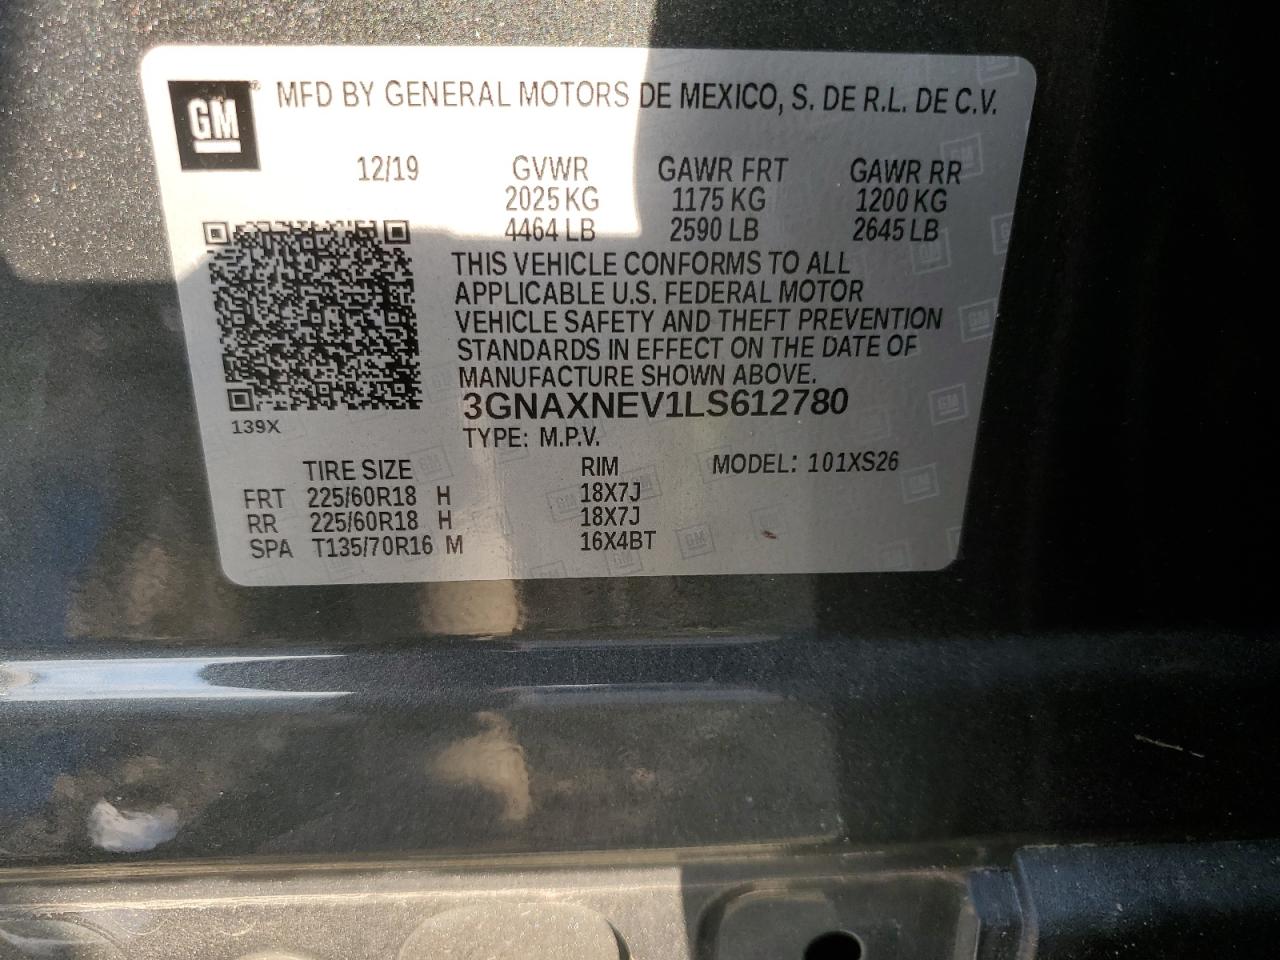 GM ® MFD BY GENERAL MOTORS DE MEXICO, S. DE R.L. DE C.V.
12/19 GVWR GAWR FRT GAWR RR
2025 KG 1175 KG 1200 KG
4464 LB 2590 LB 2645 LB
THIS VEHICLE CONFORMS TO ALL
APPLICABLE U.S. FEDERAL MOTOR
VEHICLE SAFETY AND THEFT PREVENTION
STANDARDS IN EFFECT ON THE DATE OF
MANUFACTURE SHOWN ABOVE.
3GNAXNEV1LS612780
139X
TYPE: M.P.V.
TIRE SIZE RIM MODEL: 101XS26
FRT 225/60R18 H 18X7J
RR 225/60R18 H 18X7J
SPA T135/70R16 M 16X4BT